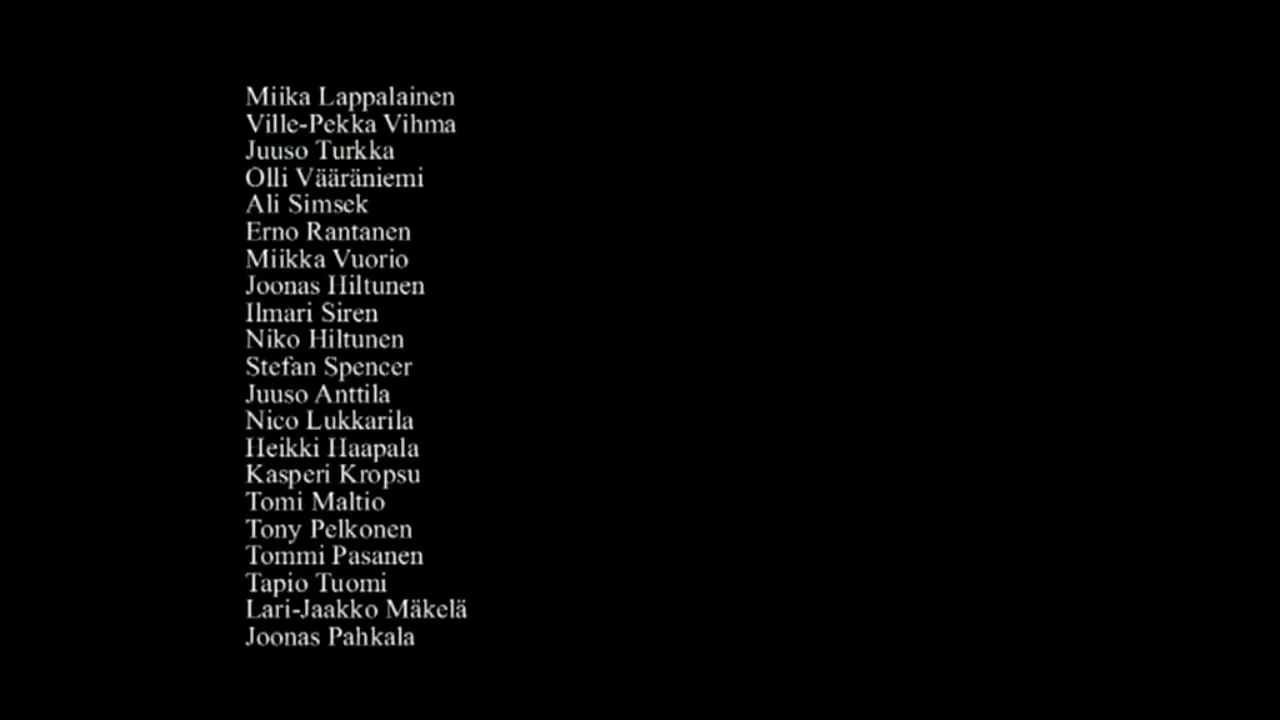 Miika Lappalainen
Ville-Pekka Vihma
Juuso Turkka
Olli Vääräniemi
Ali Simsek
Erno Rantanen
Miikka Vuorio
Joonas Hiltunen
Ilmari Siren
Niko Hiltunen
Stefan Spencer
Juuso Anttila
Nico Lukkarila
Heikki Haapala
Kasperi Kropsu
Tomi Maltio
Tony Pelkonen
Tommi Pasanen
Tapio Tuomi
Lari-Jaakko Mäkelä
Joonas Pahkala